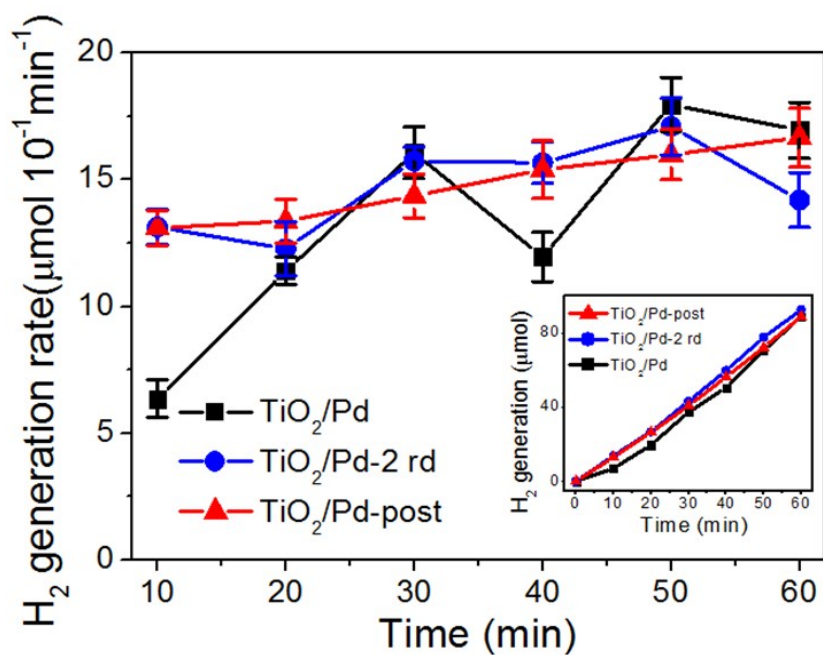 20
15
10
5
0
H₂ generation rate(μmol 10⁻¹min⁻¹)
10 20 30 40 50 60
Time (min)
TiO₂/Pd
TiO₂/Pd-2 rd
TiO₂/Pd-post
TiO₂/Pd-post
TiO₂/Pd-2 rd
TiO₂/Pd
80
40
0
H₂ generation (μmol)
0 10 20 30 40 50 60
Time (min)